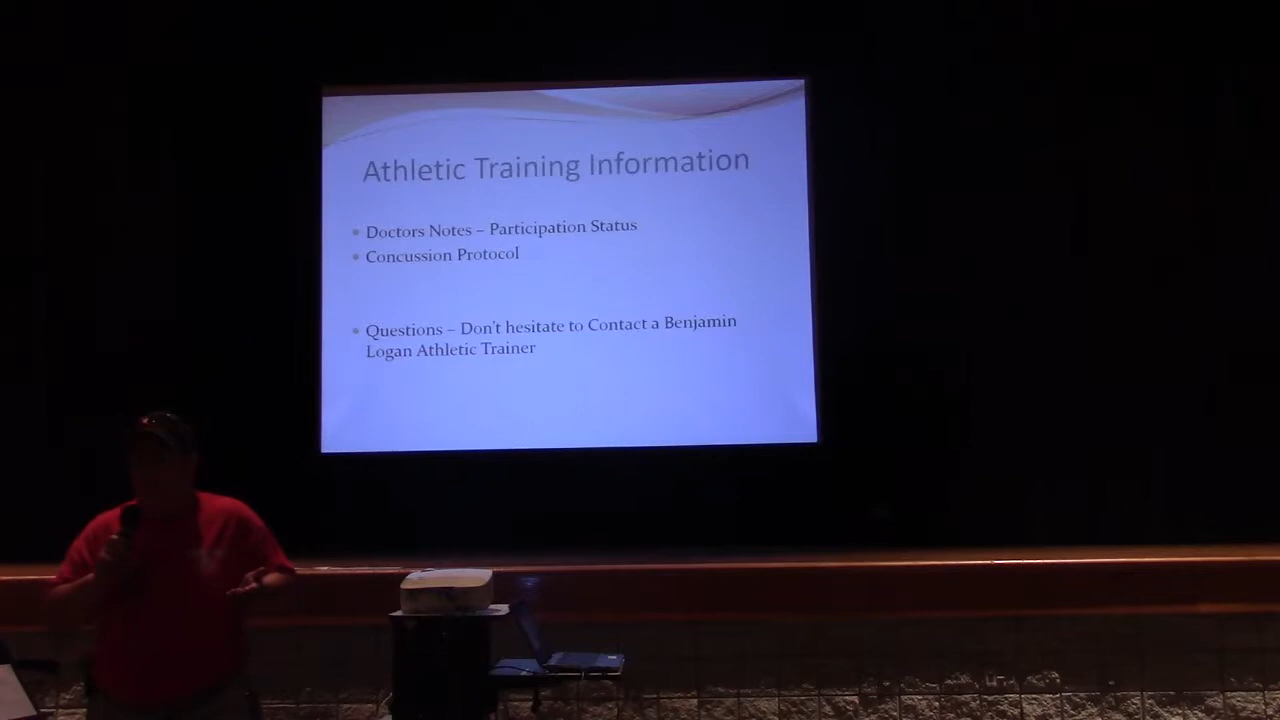 Athletic Training Information
• Doctors Notes – Participation Status
• Concussion Protocol
• Questions – Don't hesitate to Contact a Benjamin
Logan Athletic Trainer